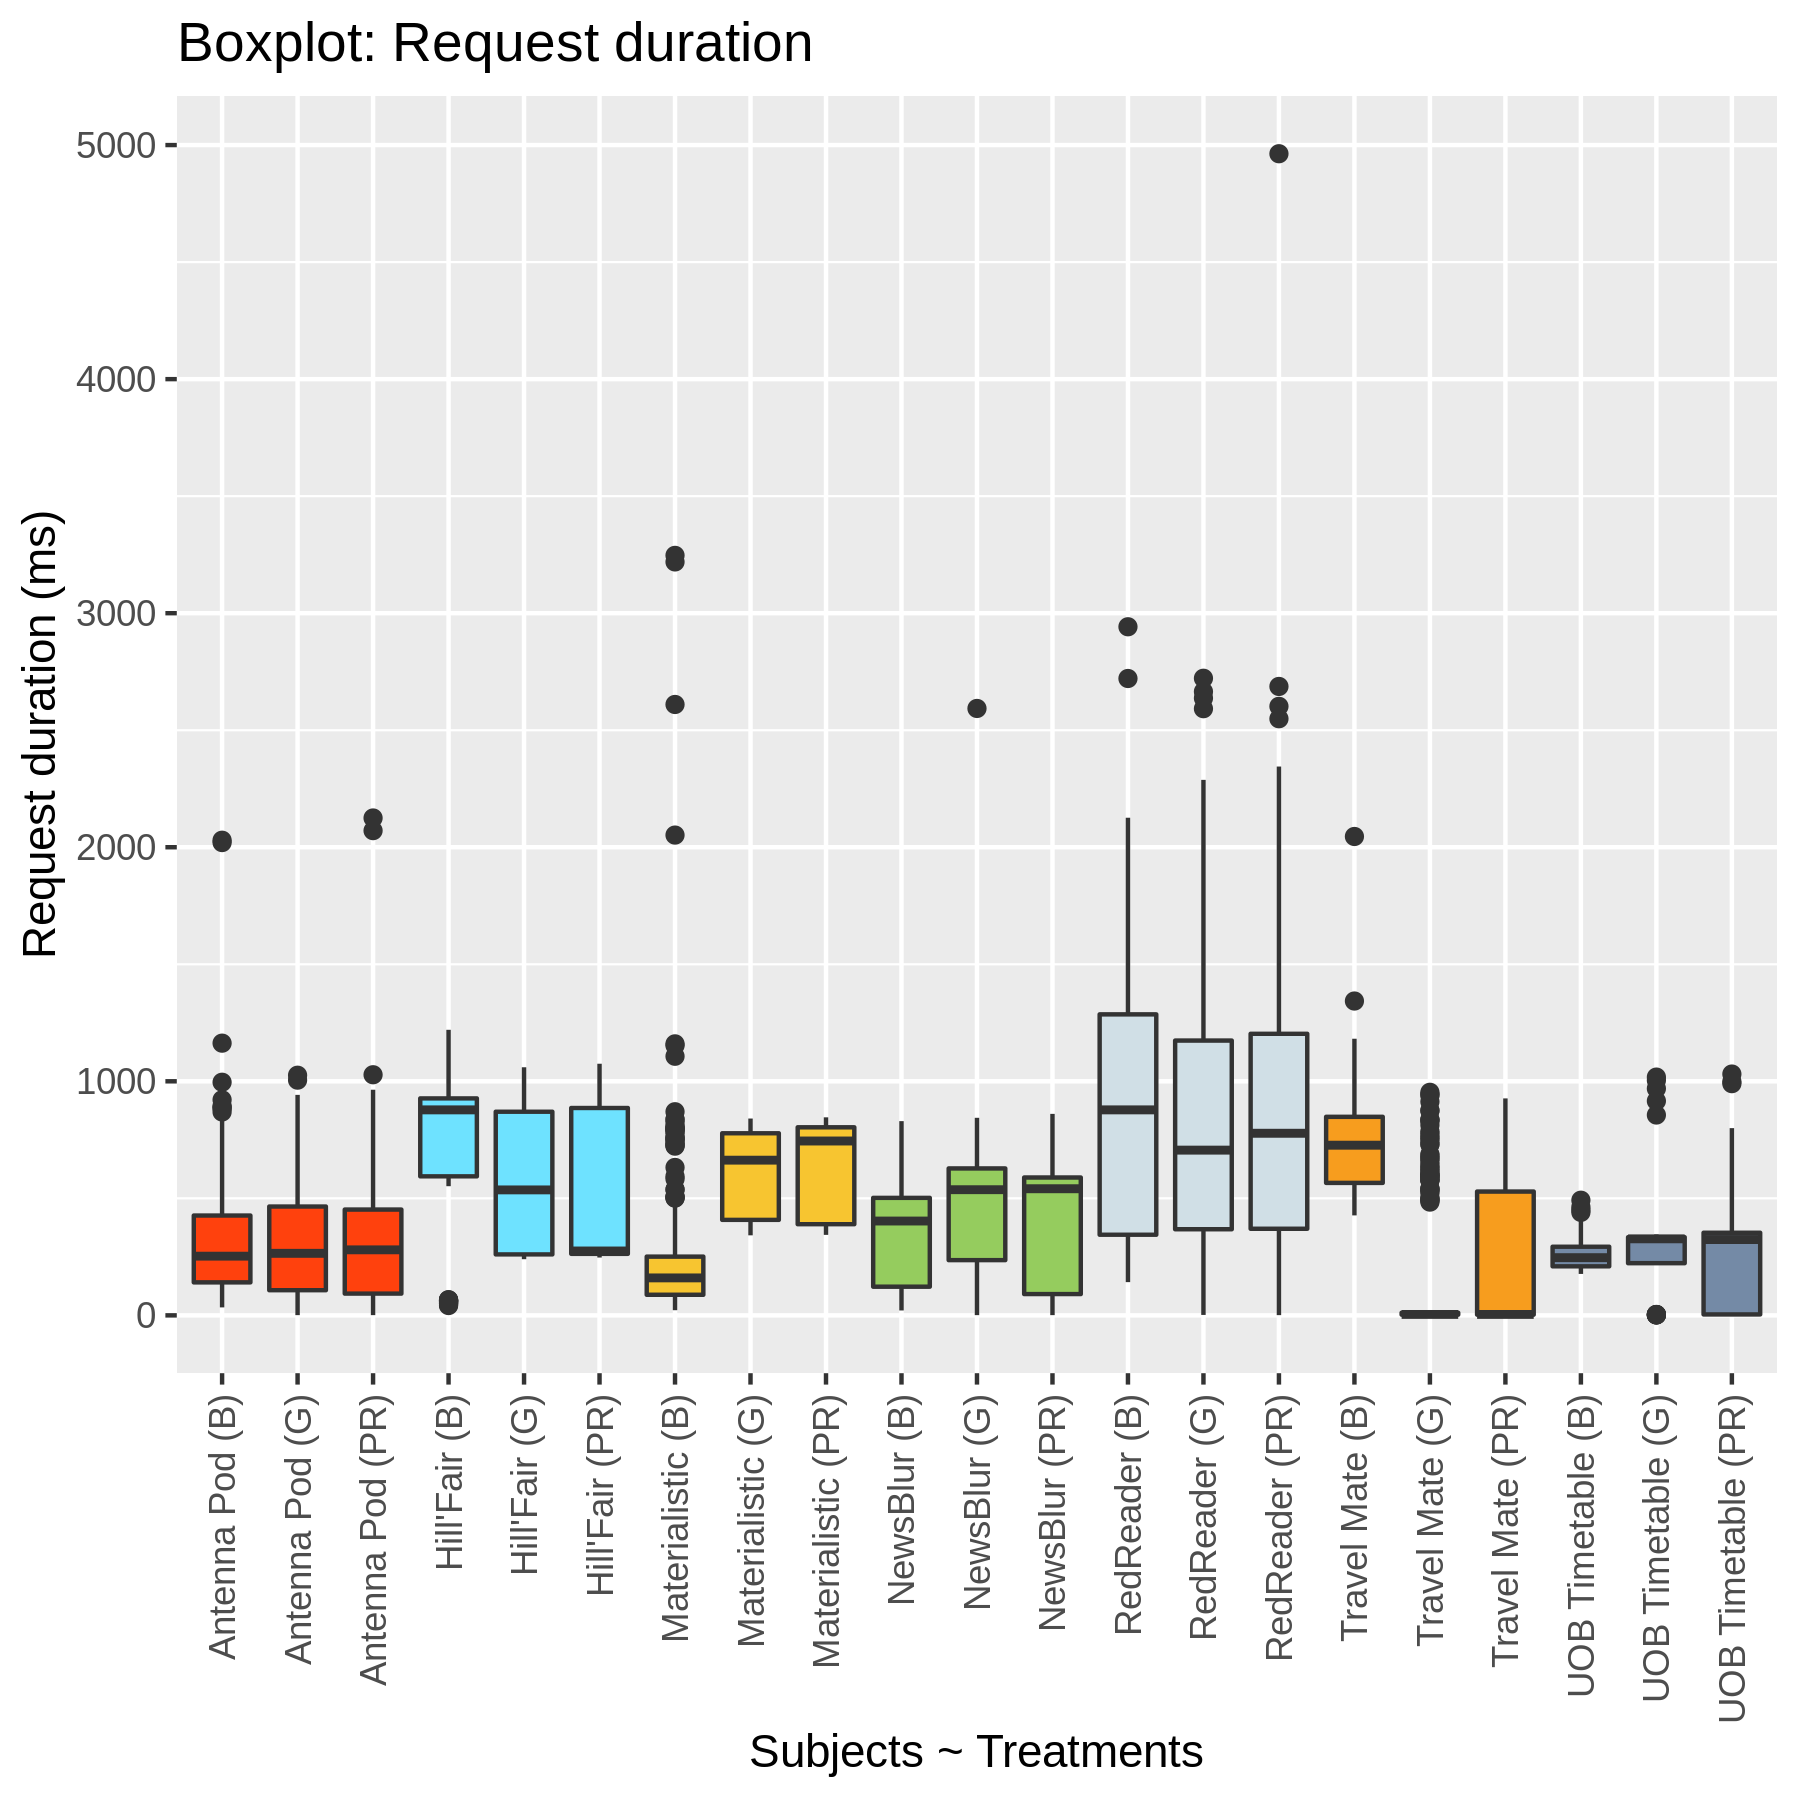 Boxplot: Request duration
Request duration (ms)
5000
4000
3000
2000
1000
0
Antenna Pod (B)
Antenna Pod (G)
Antenna Pod (PR)
Hill'Fair (B)
Hill'Fair (G)
Hill'Fair (PR)
Materialistic (B)
Materialistic (G)
Materialistic (PR)
NewsBlur (B)
NewsBlur (G)
NewsBlur (PR)
RedReader (B)
RedReader (G)
RedReader (PR)
Travel Mate (B)
Travel Mate (G)
Travel Mate (PR)
UOB Timetable (B)
UOB Timetable (G)
UOB Timetable (PR)
Subjects ~ Treatments